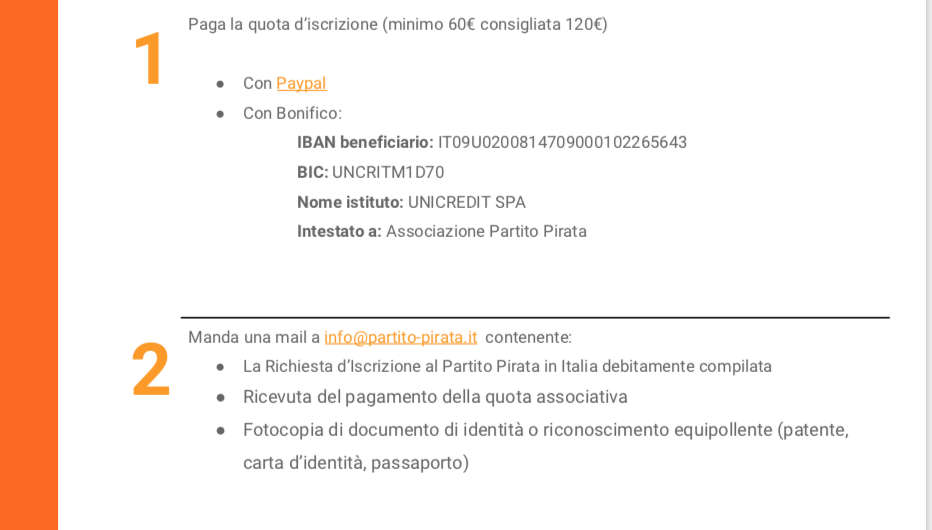 1
Paga la quota d’iscrizione (minimo 60€ consigliata 120€)
● Con Paypal
● Con Bonifico:
IBAN beneficiario: IT09U0200814709000102265643
BIC: UNCRITM1D70
Nome istituto: UNICREDIT SPA
Intestato a: Associazione Partito Pirata
2
Manda una mail a info@partito-pirata.it contenente:
● La Richiesta d’Iscrizione al Partito Pirata in Italia debitamente compilata
● Ricevuta del pagamento della quota associativa
● Fotocopia di documento di identità o riconoscimento equipollente (patente,
carta d’identità, passaporto)